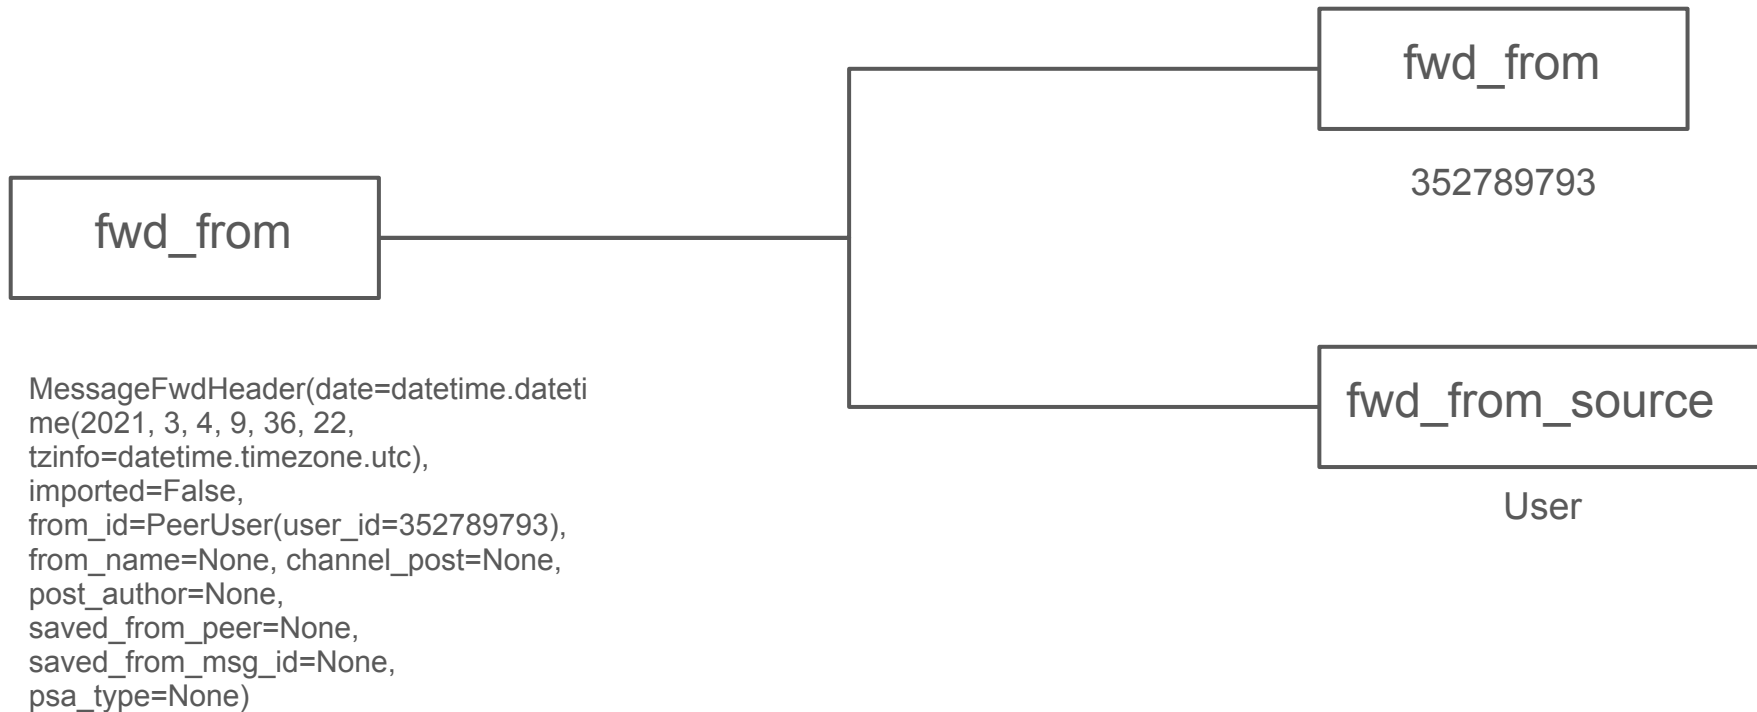 fwd_from
352789793
fwd_from
MessageFwdHeader(date=datetime.dateti
me(2021, 3, 4, 9, 36, 22,
tzinfo=datetime.timezone.utc),
imported=False,
from_id=PeerUser(user_id=352789793),
from_name=None, channel_post=None,
post_author=None,
saved_from_peer=None,
saved_from_msg_id=None,
psa_type=None)
fwd_from_source
User